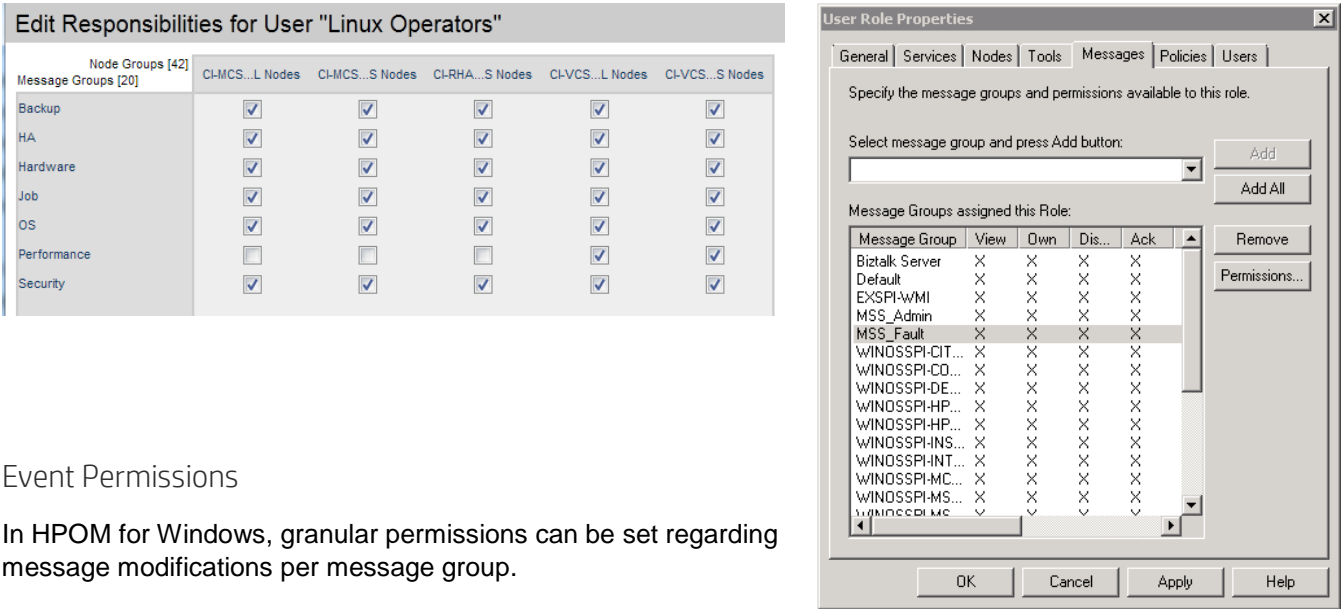 Edit Responsibilities for User "Linux Operators"
Node Groups [42]
Message Groups [20]
CI-MCS...L Nodes CI-MCS...S Nodes CI-RHA...S Nodes CI-VCS...L Nodes CI-VCS...S Nodes
Backup
HA
Hardware
Job
OS
Performance
Security
Event Permissions
In HPOM for Windows, granular permissions can be set regarding
message modifications per message group.
User Role Properties
General Services Nodes Tools Messages Policies Users
Specify the message groups and permissions available to this role.
Select message group and press Add button:
Add
Add All
Message Groups assigned this Role:
Message Group View Own Dis... Ack
Remove
Permissions...
Biztalk Server X X X X
Default X X X X
EXSPI-WMI X X X X
MSS_Admin X X X X
MSS_Fault X X X X
WINOSSPI-CIT... X X X X
WINOSSPI-CO... X X X X
WINOSSPI-DE... X X X X
WINOSSPI-HP... X X X X
WINOSSPI-HP... X X X X
WINOSSPI-INS... X X X X
WINOSSPI-INT... X X X X
WINOSSPI-MC... X X X X
WINOSSPI-MS... X X X X
OK Cancel Apply Help